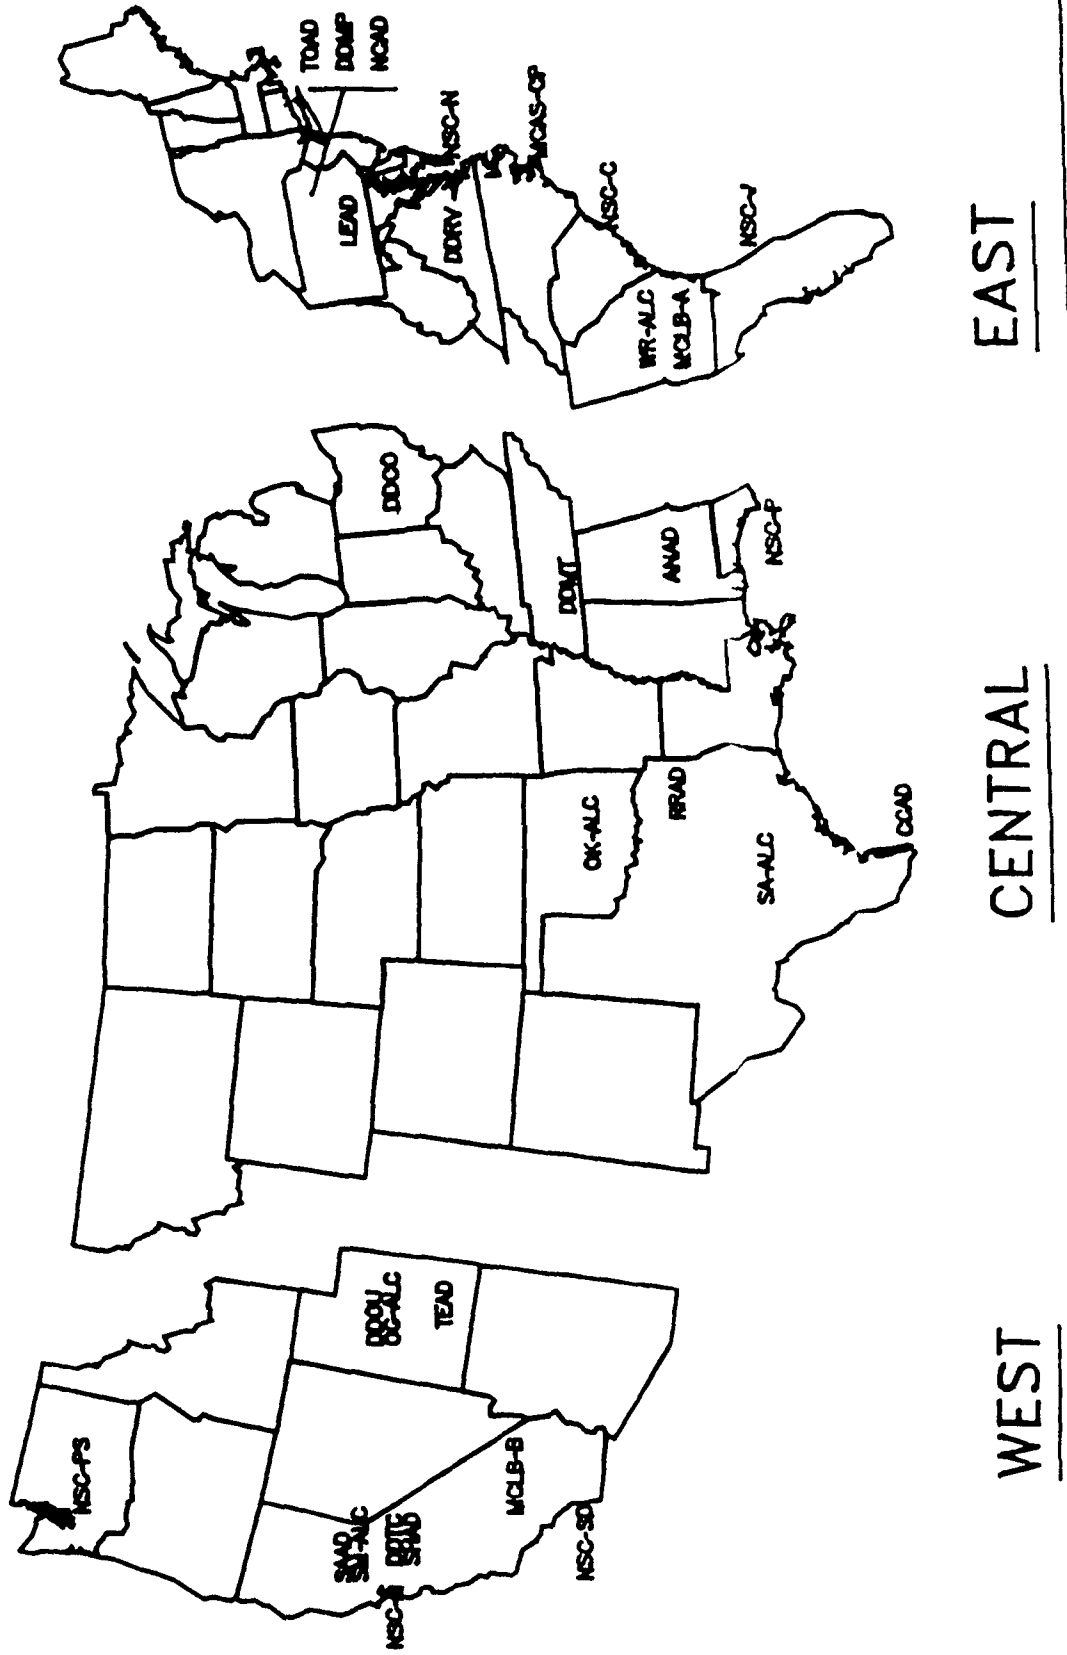 NSC-PS
SAAD
SM-ALC
DDTC
SHAD
MCLB-B
NSC-SD
DDOU
OC-ALC
TEAD
WEST
OK-ALC
RRAD
SA-ALC
CCAD
DDCO
DDMT
ANAD
NSC-P
CENTRAL
TOAD
DDMP
NCAD
LEAD
DDRV
NSC-N
MCAS-CP
NSC-C
WR-ALC
MCLB-A
NSC-J
EAST